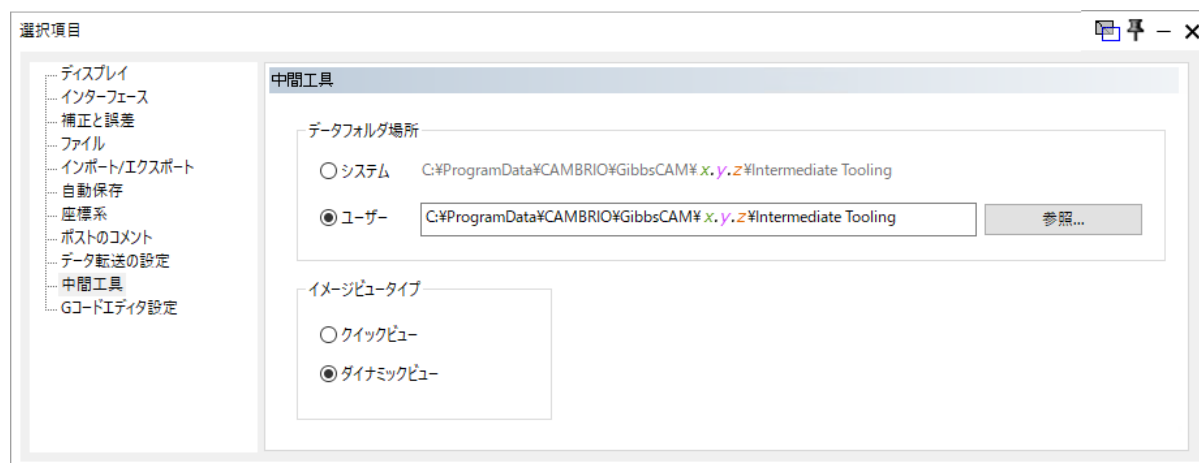 選択項目
ディスプレイ
インターフェース
補正と誤差
ファイル
インポート/エクスポート
自動保存
座標系
ポストのコメント
データ転送の設定
中間工具
Gコードエディタ設定
中間工具
データフォルダ場所
システム C:¥ProgramData¥CAMBRIO¥GibbsCAM¥x.y.z¥Intermediate Tooling
ユーザー C:¥ProgramData¥CAMBRIO¥GibbsCAM¥x.y.z¥Intermediate Tooling 参照...
イメージビュータイプ
クイックビュー
ダイナミックビュー